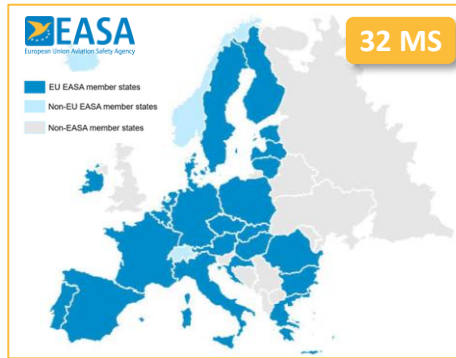 EASA
European Union Aviation Safety Agency
32 MS
EU EASA member states
Non-EU EASA member states
Non-EASA member states